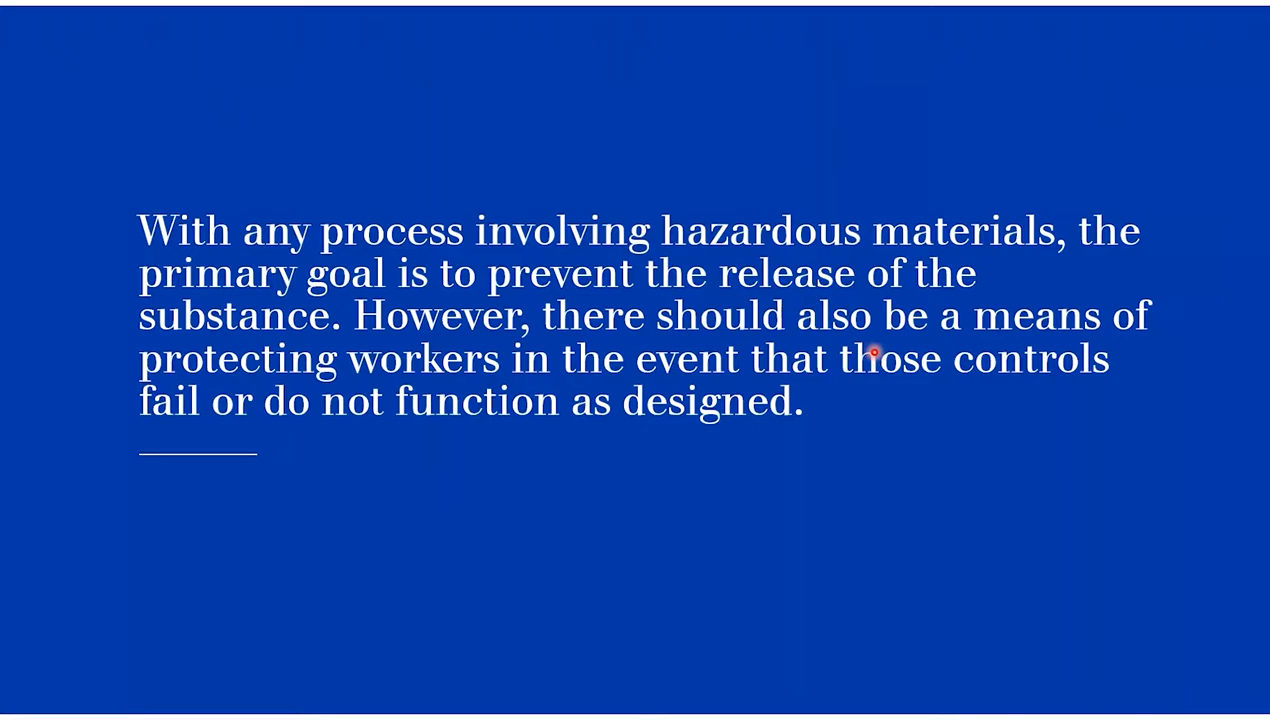 With any process involving hazardous materials, the
primary goal is to prevent the release of the
substance. However, there should also be a means of
protecting workers in the event that those controls
fail or do not function as designed.